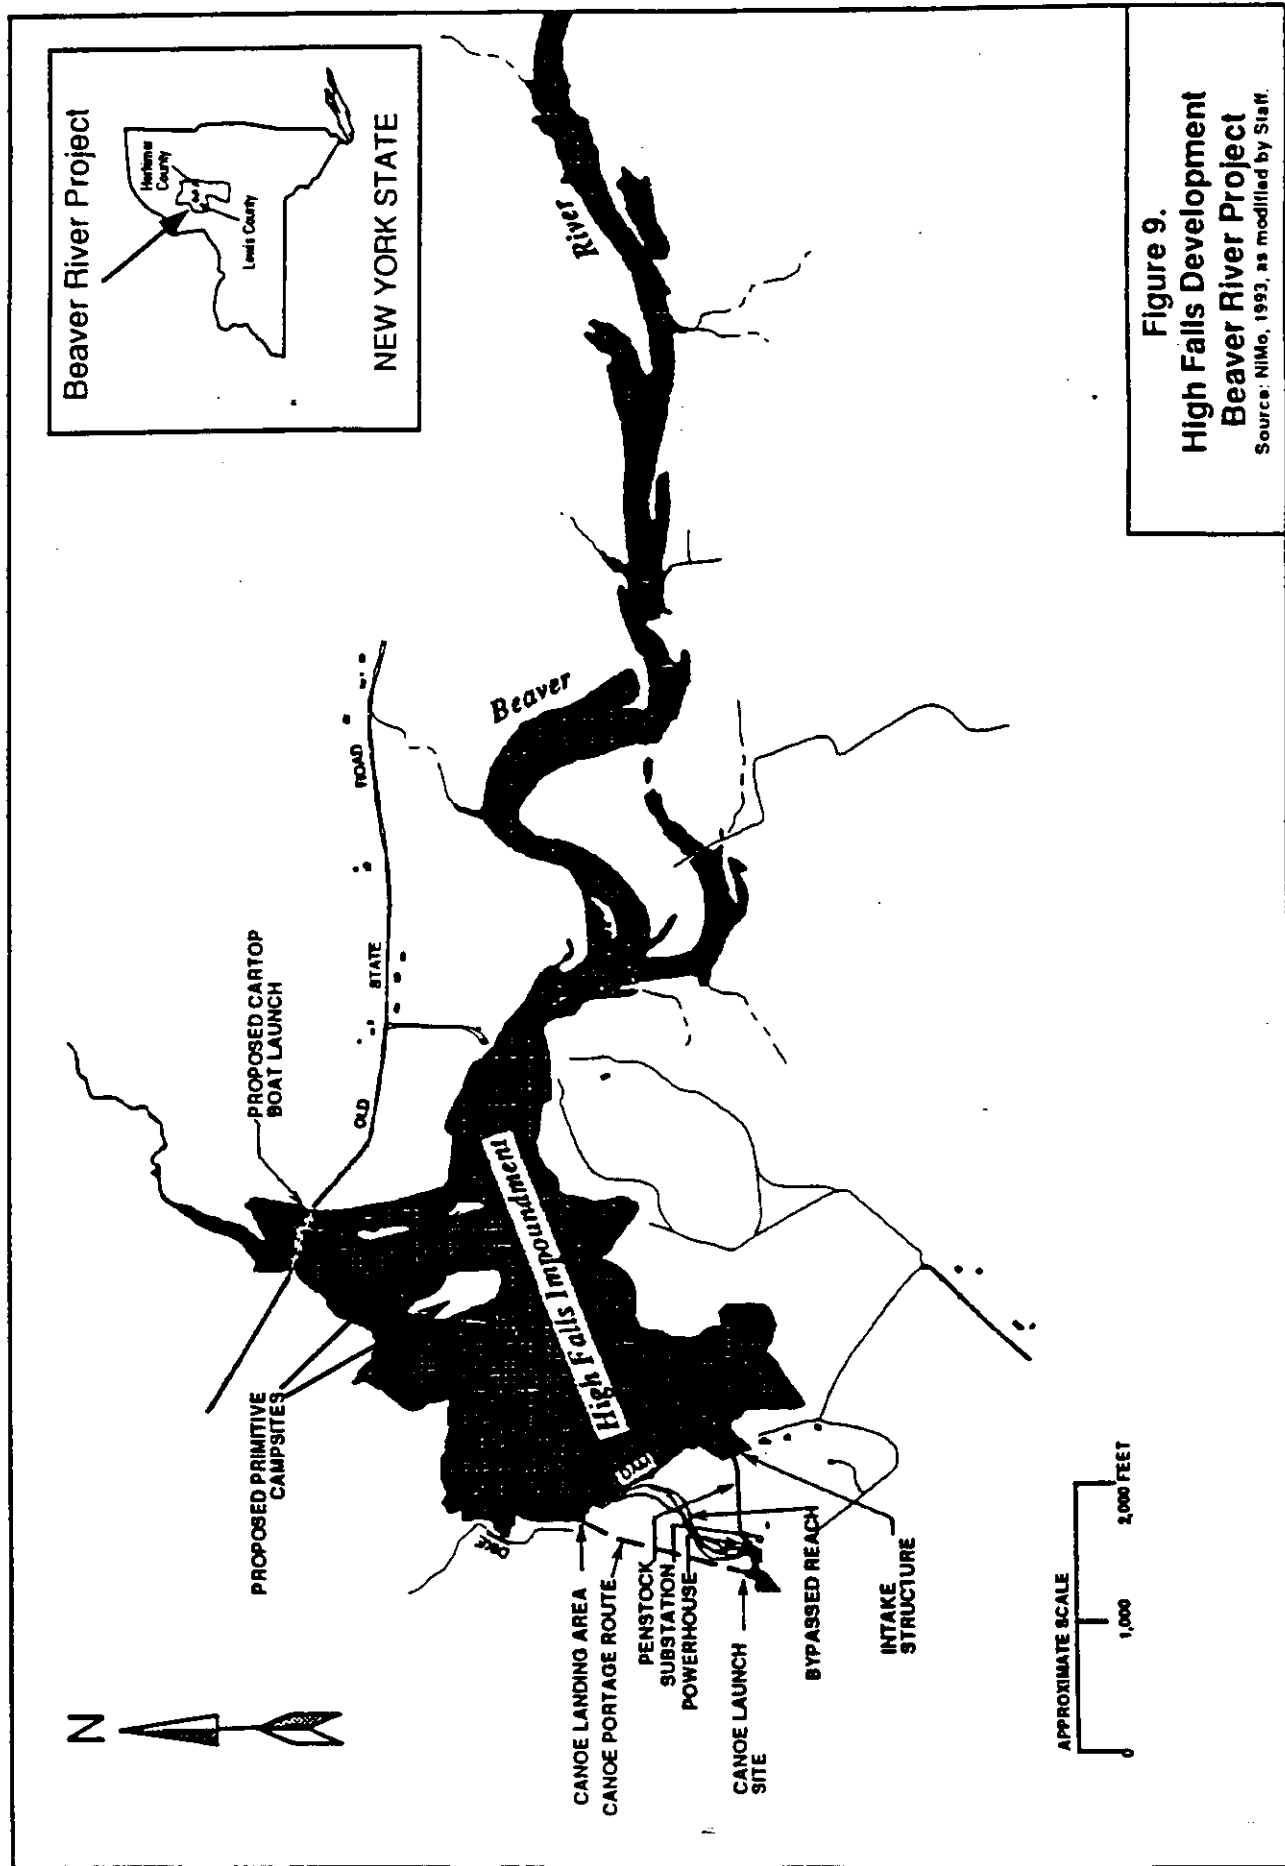 Beaver River Project
Herkimer
County
Lewis County
NEW YORK STATE
N
PROPOSED PRIMITIVE
CAMPSITES
PROPOSED CARTOP
BOAT LAUNCH
OLD
STATE
ROAD
Beaver
River
High Falls Impoundment
CANOE LANDING AREA
CANOE PORTAGE ROUTE
PENSTOCK
SUBSTATION
POWERHOUSE
CANOE LAUNCH
SITE
BYPASSED REACH
INTAKE
STRUCTURE
APPROXIMATE SCALE
0
1,000
2,000 FEET
Figure 9.
High Falls Development
Beaver River Project
Source: NiMo, 1993, as modified by Staff.